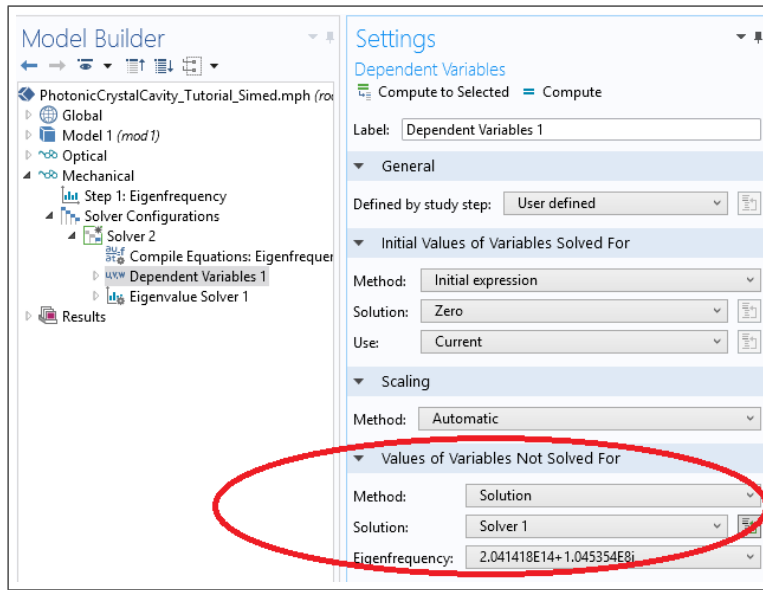 Model Builder
PhotonicCrystalCavity_Tutorial_Simed.mph (ro
Global
Model 1 (mod1)
Optical
Mechanical
Step 1: Eigenfrequency
Solver Configurations
Solver 2
Compile Equations: Eigenfrequer
Dependent Variables 1
Eigenvalue Solver 1
Results
Settings
Dependent Variables
Compute to Selected = Compute
Label: Dependent Variables 1
General
Defined by study step: User defined
Initial Values of Variables Solved For
Method: Initial expression
Solution: Zero
Use: Current
Scaling
Method: Automatic
Values of Variables Not Solved For
Method: Solution
Solution: Solver 1
Eigenfrequency: 2.041418E14+1.045354E8i